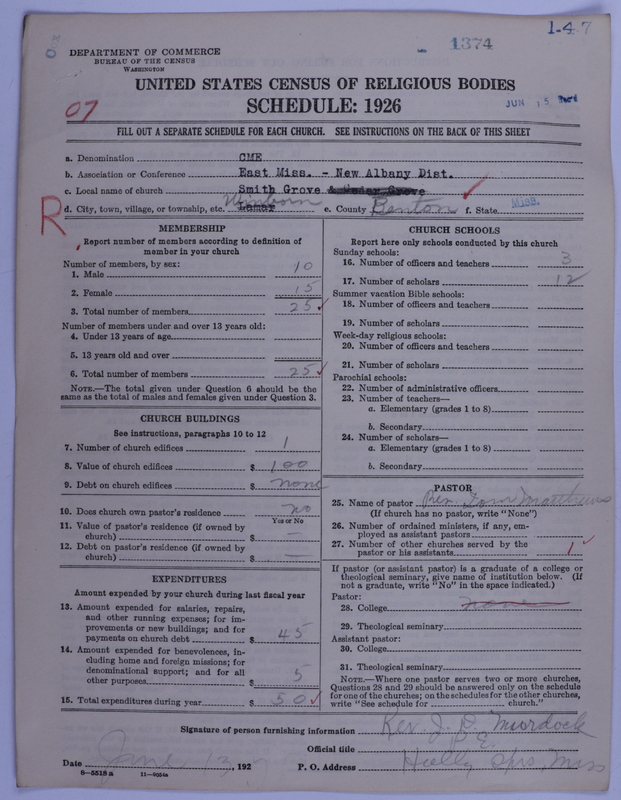 1-47
1374
DEPARTMENT OF COMMERCE
BUREAU OF THE CENSUS
WASHINGTON
UNITED STATES CENSUS OF RELIGIOUS BODIES
SCHEDULE: 1926
JUN 15
07
FILL OUT A SEPARATE SCHEDULE FOR EACH CHURCH. SEE INSTRUCTIONS ON THE BACK OF THIS SHEET
a. Denomination CME
b. Association or Conference East Miss. - New Albany Dist.
c. Local name of church Smith Grove & Cedar Grove
R
d. City, town, village, or township, etc. Lamar Winborn e. County Benton f. State Miss.
MEMBERSHIP
Report number of members according to definition of
member in your church
Number of members, by sex:
1. Male 10
2. Female 15
3. Total number of members 25
Number of members under and over 13 years old:
4. Under 13 years of age
5. 13 years old and over
6. Total number of members 25
NOTE.—The total given under Question 6 should be the
same as the total of males and females given under Question 3.
CHURCH BUILDINGS
See instructions, paragraphs 10 to 12
7. Number of church edifices 1
8. Value of church edifices $ 100
9. Debt on church edifices $ none
10. Does church own pastor's residence no
Yes or No
11. Value of pastor's residence (if owned by
church) $ —
12. Debt on pastor's residence (if owned by
church) $ —
EXPENDITURES
Amount expended by your church during last fiscal year
13. Amount expended for salaries, repairs,
and other running expenses; for im-
provements or new buildings; and for
payments on church debt $ 45
14. Amount expended for benevolences, in-
cluding home and foreign missions; for
denominational support; and for all
other purposes $ 5
15. Total expenditures during year $ 50
CHURCH SCHOOLS
Report here only schools conducted by this church
Sunday schools:
16. Number of officers and teachers 3
17. Number of scholars 12
Summer vacation Bible schools:
18. Number of officers and teachers
19. Number of scholars
Week-day religious schools:
20. Number of officers and teachers
21. Number of scholars
Parochial schools:
22. Number of administrative officers
23. Number of teachers—
a. Elementary (grades 1 to 8)
b. Secondary
24. Number of scholars—
a. Elementary (grades 1 to 8)
b. Secondary
PASTOR
25. Name of pastor Rev. Tom Matthews
(If church has no pastor, write "None")
26. Number of ordained ministers, if any, em-
ployed as assistant pastors
27. Number of other churches served by the
pastor or his assistants 1
If pastor (or assistant pastor) is a graduate of a college or
theological seminary, give name of institution below. (If
not a graduate, write "No" in the space indicated.)
Pastor:
28. College none
29. Theological seminary
Assistant pastor:
30. College
31. Theological seminary
NOTE.—Where one pastor serves two or more churches,
Questions 28 and 29 should be answered only on the schedule
for one of the churches; on the schedules for the other churches,
write "See schedule for church."
Signature of person furnishing information Rev. J. D. Murdock
Official title P. E.
Date June 12, 192 P. O. Address Holly Sprs, Miss
8—5518a 11—9054a